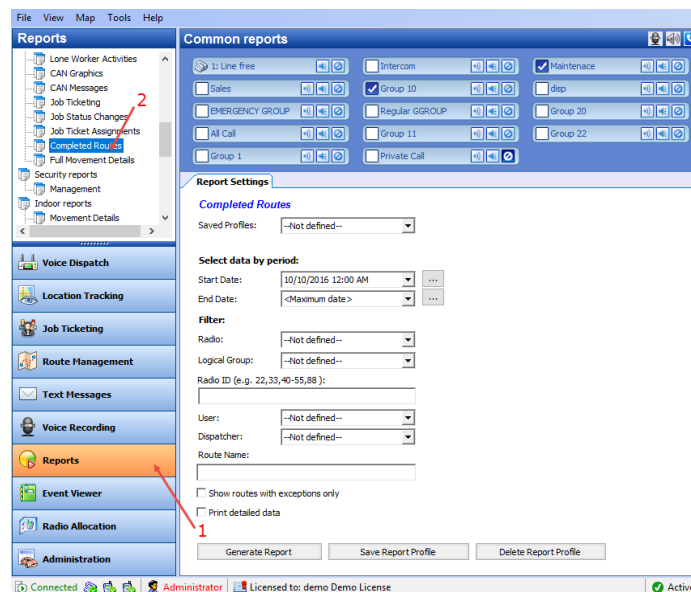 File View Map Tools Help
Reports
Common reports
Lone Worker Activities
CAN Graphics
CAN Messages
Job Ticketing
Job Status Changes
Job Ticket Assignments
Completed Routes
Full Movement Details
Security reports
Management
Indoor reports
Movement Details
2
1: Line free
Intercom
Maintenace
Sales
Group 10
disp
EMERGENCY GROUP
Regular GGROUP
Group 20
All Call
Group 11
Group 22
Group 1
Private Call
Voice Dispatch
Location Tracking
Job Ticketing
Route Management
Text Messages
Voice Recording
Reports
Event Viewer
Radio Allocation
Administration
1
Report Settings
Completed Routes
Saved Profiles: --Not defined--
Select data by period:
Start Date: 10/10/2016 12:00 AM ...
End Date: <Maximum date> ...
Filter:
Radio: --Not defined--
Logical Group: --Not defined--
Radio ID (e.g. 22,33,40-55,88 ):
User: --Not defined--
Dispatcher: --Not defined--
Route Name:
Show routes with exceptions only
Print detailed data
Generate Report Save Report Profile Delete Report Profile
Connected Administrator Licensed to: demo Demo License